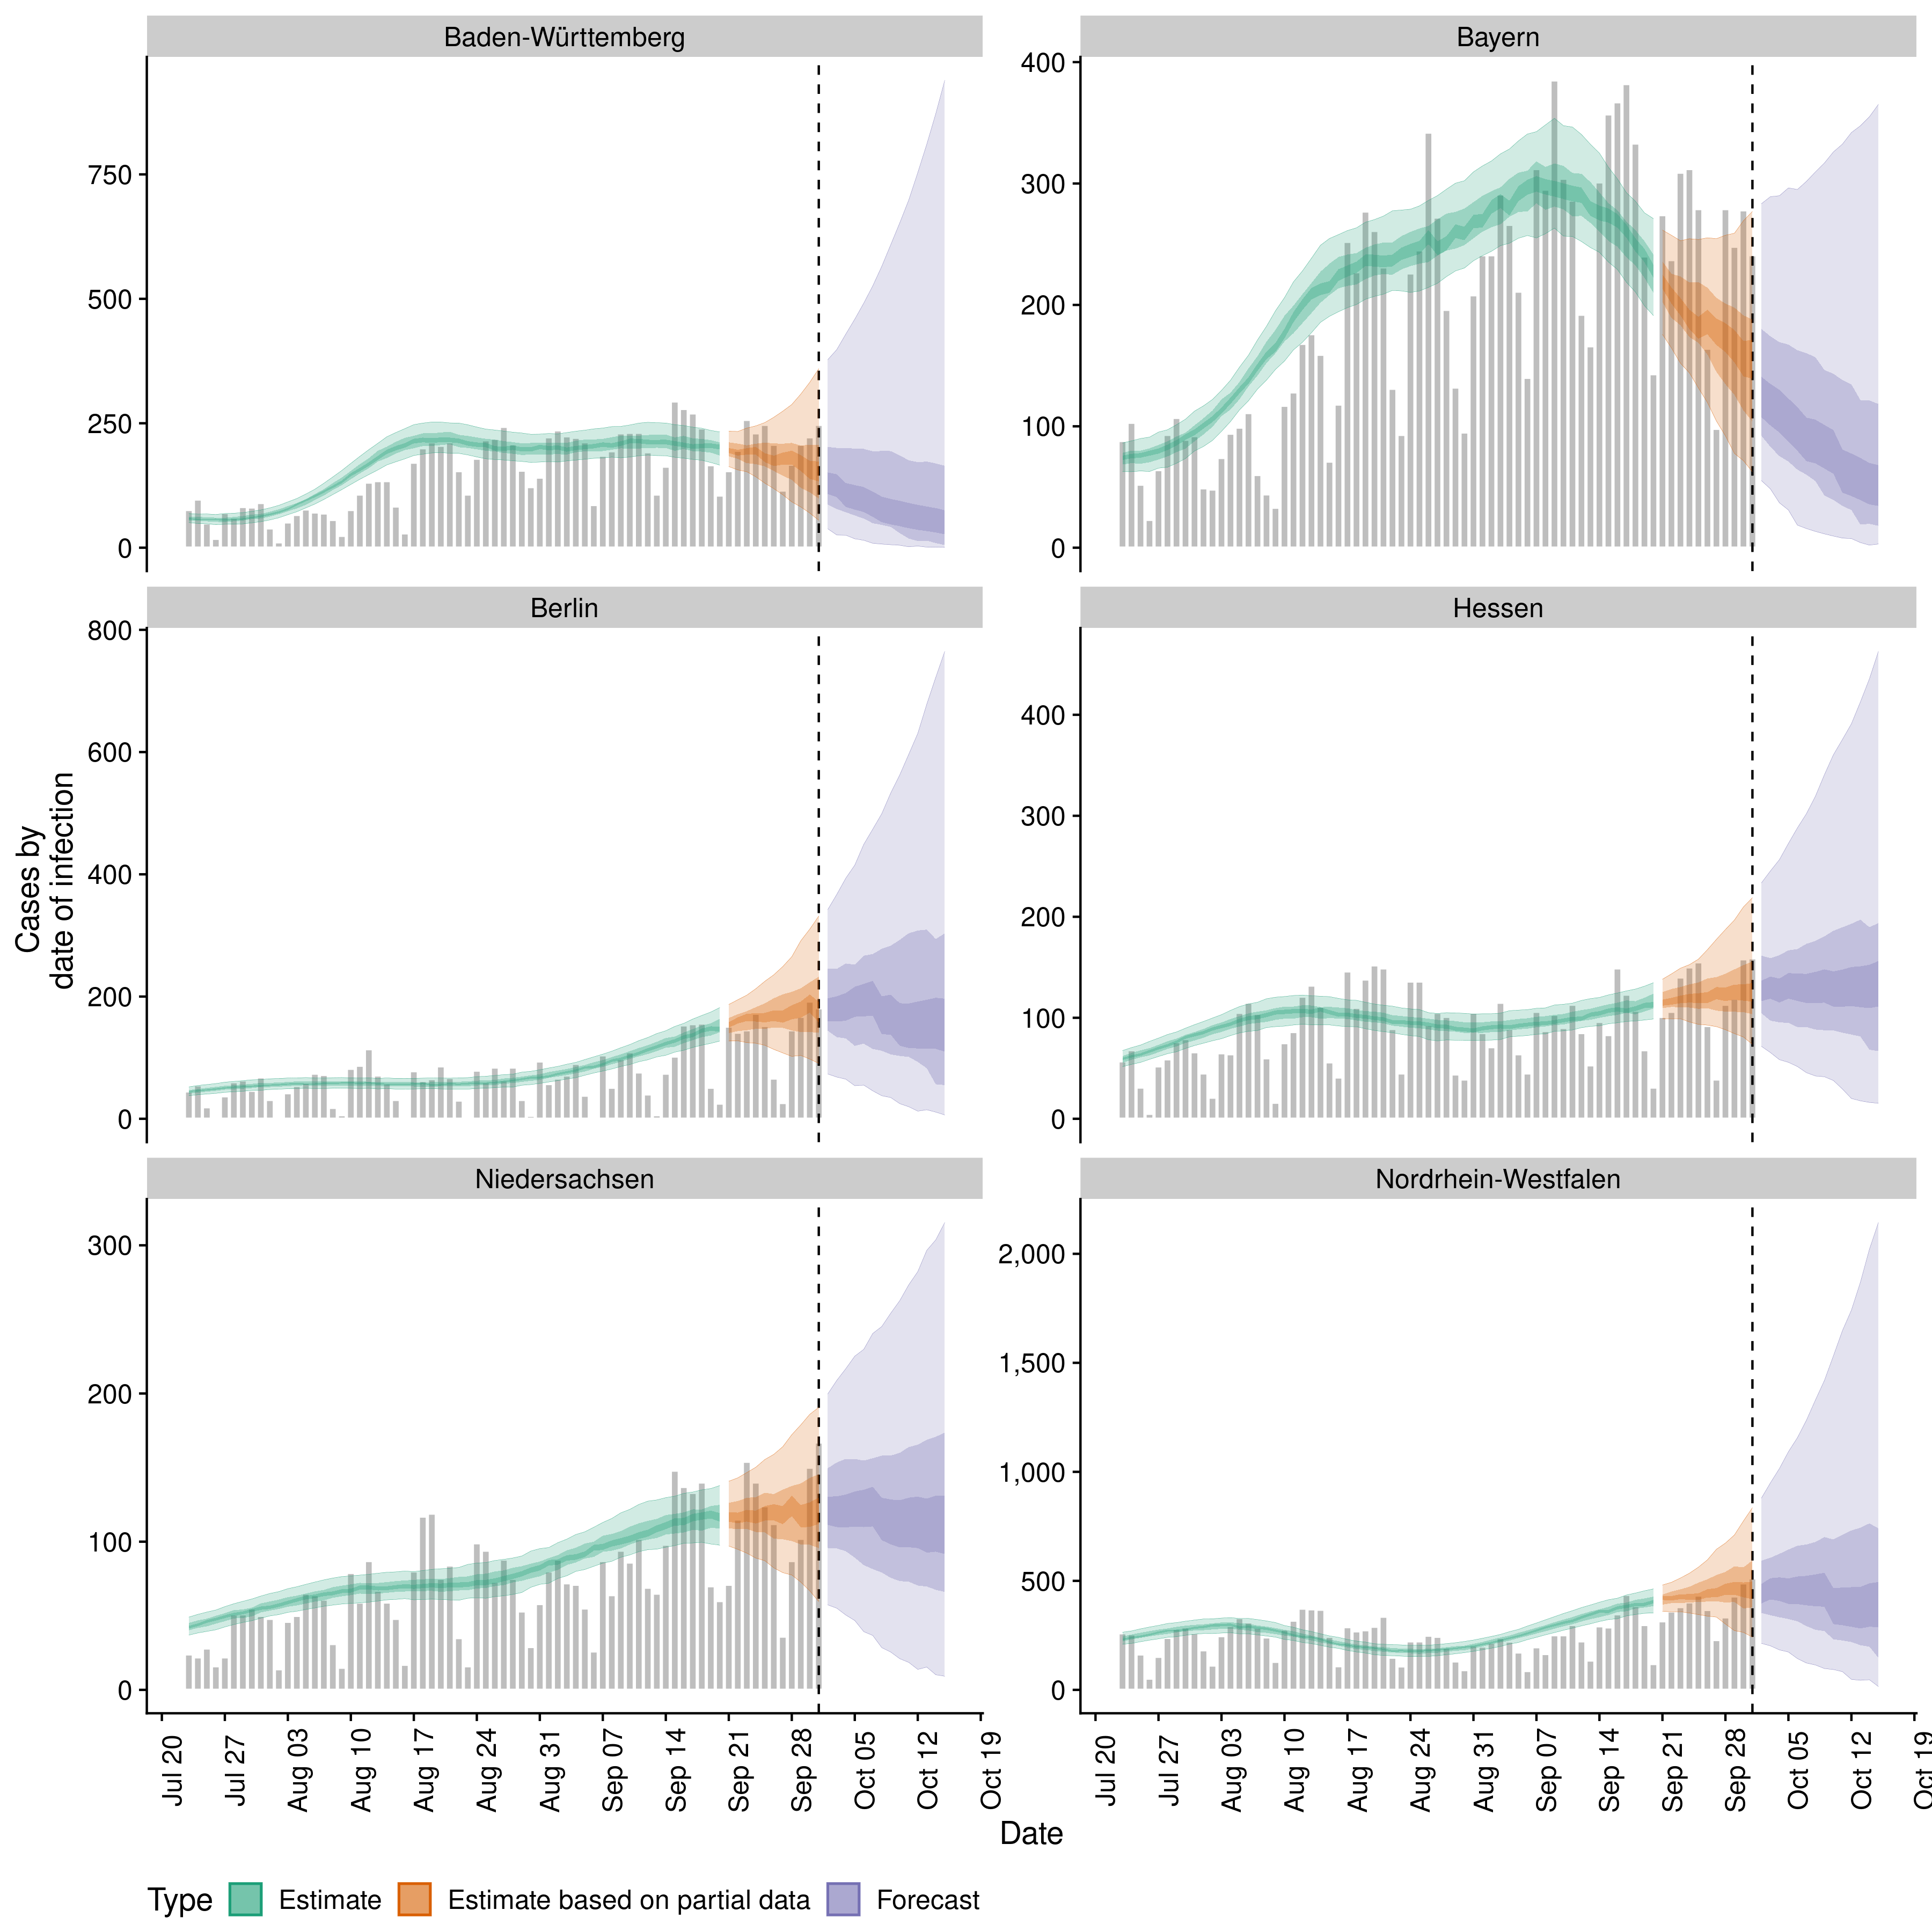 Baden-Württemberg
Bayern
750
500
250
0
400
300
200
100
0
Berlin
Hessen
800
600
400
200
0
400
300
200
100
0
Cases by
date of infection
Niedersachsen
Nordrhein-Westfalen
300
200
100
0
2,000
1,500
1,000
500
0
Jul 20
Jul 27
Aug 03
Aug 10
Aug 17
Aug 24
Aug 31
Sep 07
Sep 14
Sep 21
Sep 28
Oct 05
Oct 12
Oct 19
Jul 20
Jul 27
Aug 03
Aug 10
Aug 17
Aug 24
Aug 31
Sep 07
Sep 14
Sep 21
Sep 28
Oct 05
Oct 12
Oct 19
Date
Type Estimate Estimate based on partial data Forecast